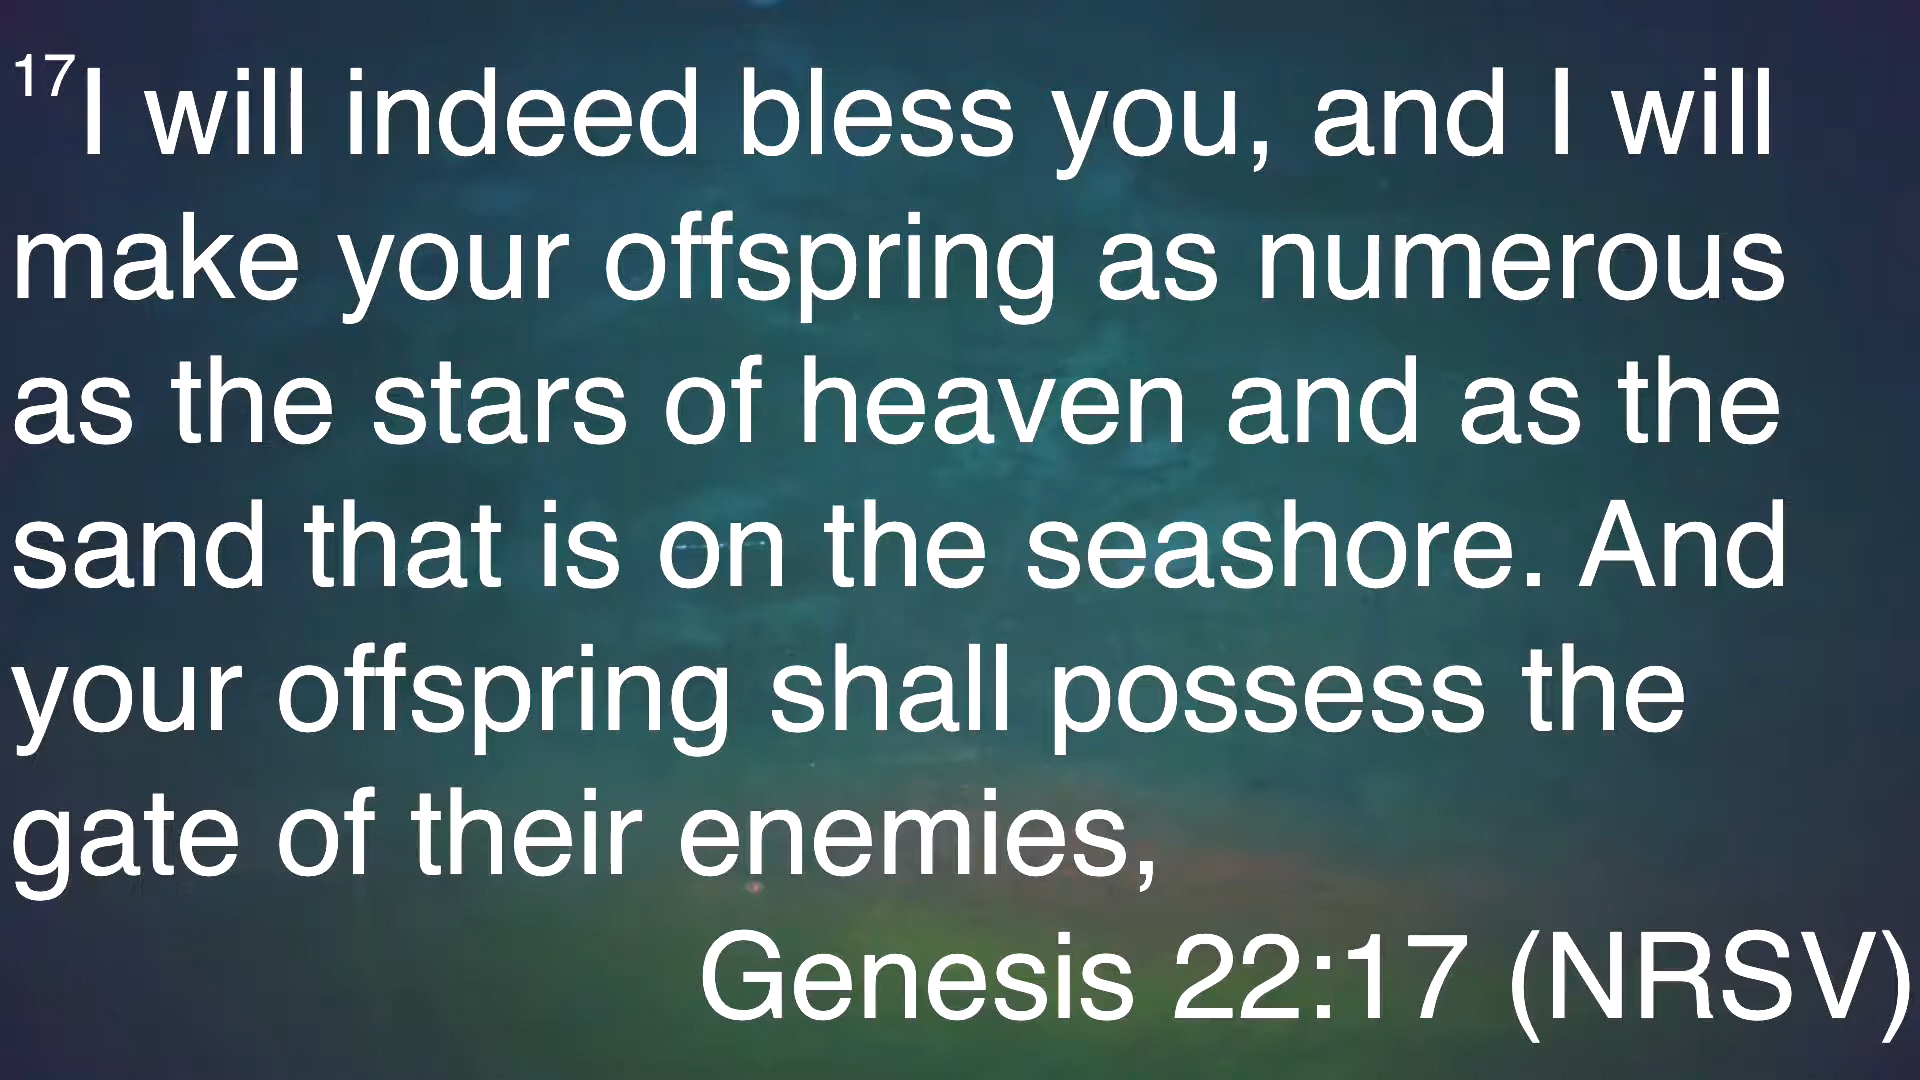 17I will indeed bless you, and I will
make your offspring as numerous
as the stars of heaven and as the
sand that is on the seashore. And
your offspring shall possess the
gate of their enemies,
Genesis 22:17 (NRSV)